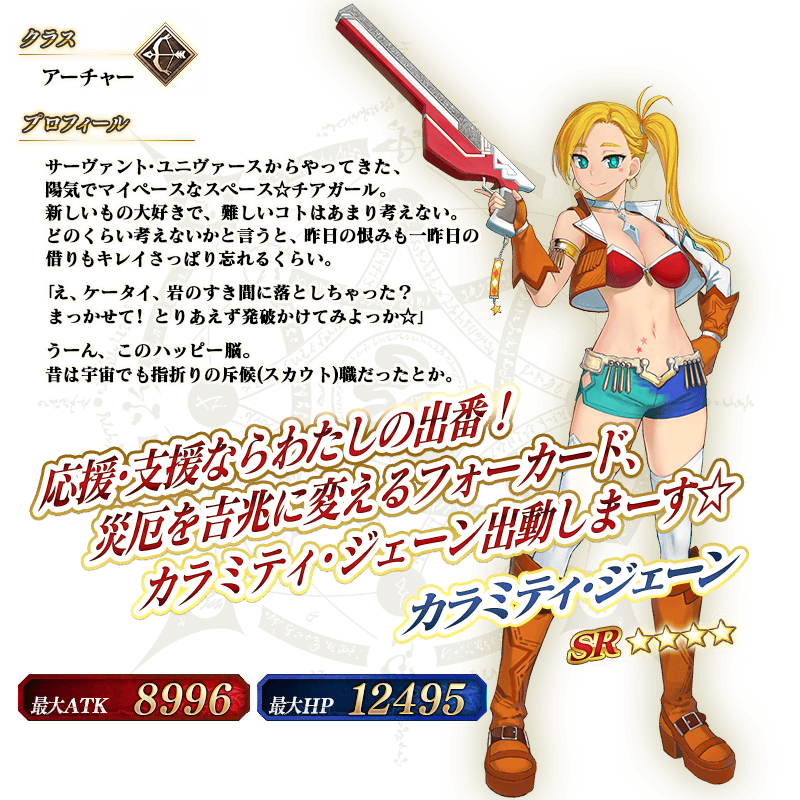 クラス
アーチャー
プロフィール
サーヴァント・ユニヴァースからやってきた、
陽気でマイペースなスペース☆チアガール。
新しいもの大好きで、難しいコトはあまり考えない。
どのくらい考えないかと言うと、昨日の恨みも一昨日の
借りもキレイさっぱり忘れるくらい。
「え、ケータイ、岩のすき間に落としちゃった？
まっかせて！ とりあえず発破かけてみよっか☆」
うーん、このハッピー脳。
昔は宇宙でも指折りの斥候(スカウト)職だったとか。
応援・支援ならわたしの出番！
災厄を吉兆に変えるフォーカード、
カラミティ・ジェーン出動しまーす☆
カラミティ・ジェーン
SR ☆☆☆☆
最大ATK 8996
最大HP 12495